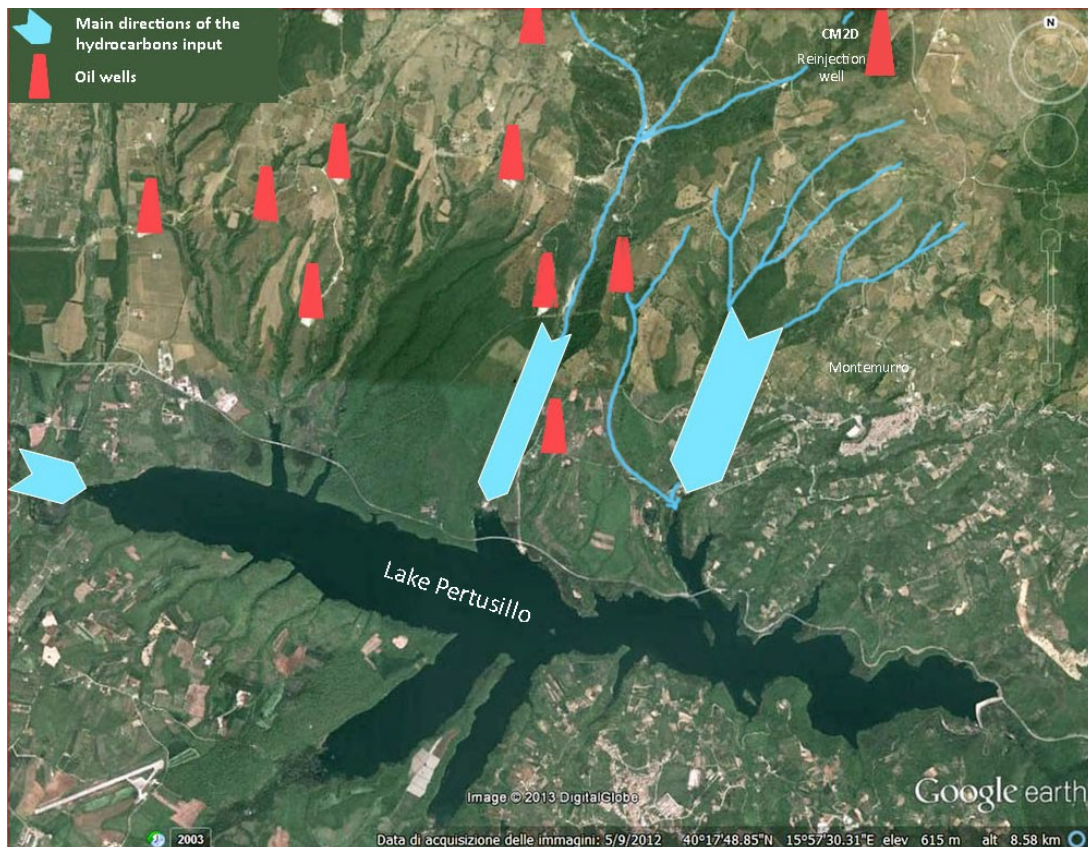 Main directions of the
hydrocarbons input
Oil wells
CM2D
Reinjection
well
N
Montemurro
Lake Pertusillo
Image © 2013 DigitalGlobe
Google earth
2003
Data di acquisizione delle immagini: 5/9/2012 40°17'48.85"N 15°57'30.31"E elev 615 m alt 8.58 km